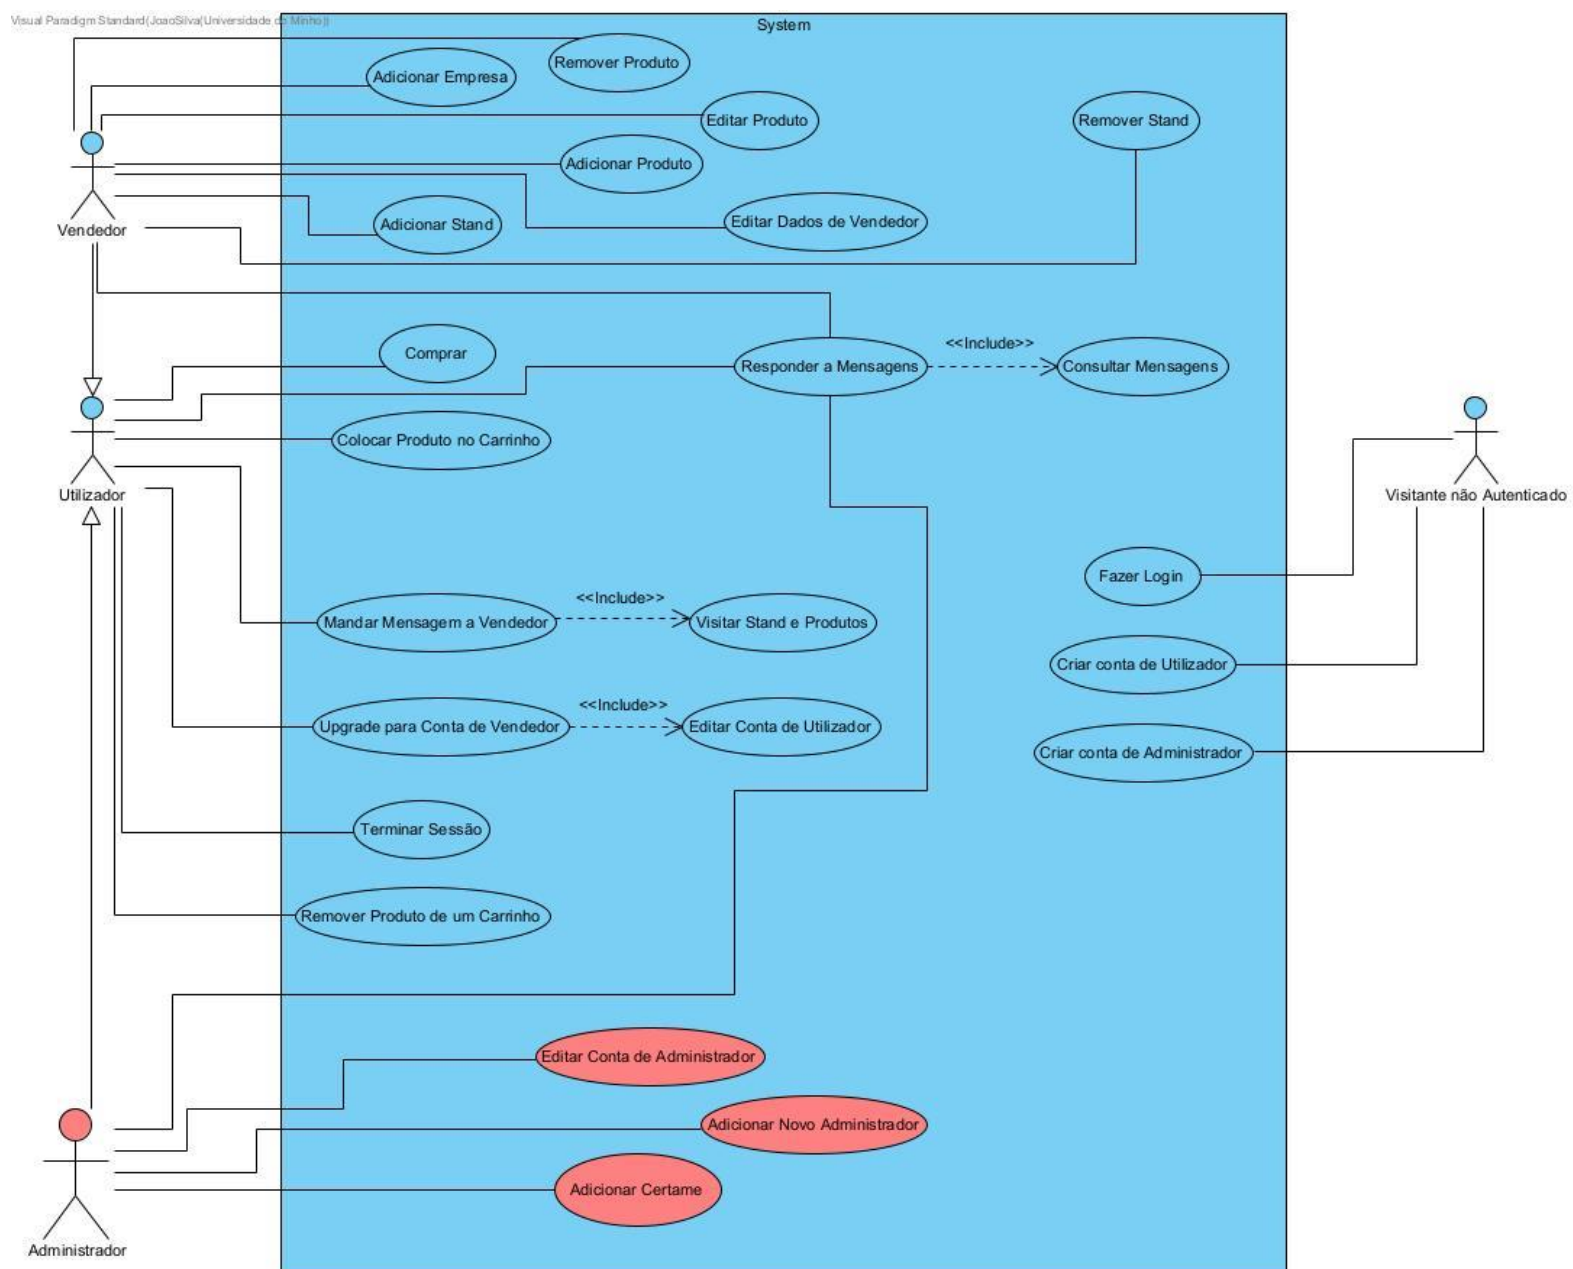 Visual Paradigm Standard(JoaoSilva(Universidade do Minho))
System
Remover Produto
Adicionar Empresa
Editar Produto
Remover Stand
Adicionar Produto
Vendedor
Adicionar Stand
Editar Dados de Vendedor
Comprar
Responder a Mensagens
<<Include>>
Consultar Mensagens
Colocar Produto no Carrinho
Utilizador
Visitante não Autenticado
Fazer Login
Mandar Mensagem a Vendedor
<<Include>>
Visitar Stand e Produtos
Criar conta de Utilizador
Upgrade para Conta de Vendedor
<<Include>>
Editar Conta de Utilizador
Criar conta de Administrador
Terminar Sessão
Remover Produto de um Carrinho
Editar Conta de Administrador
Adicionar Novo Administrador
Adicionar Certame
Administrador